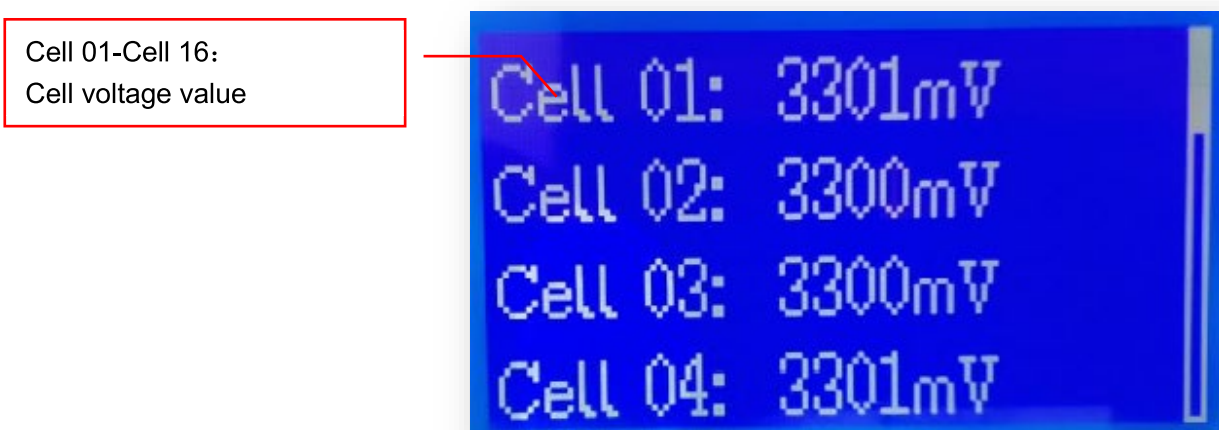 Cell 01-Cell 16：
Cell voltage value
Cell 01: 3301mV
Cell 02: 3300mV
Cell 03: 3300mV
Cell 04: 3301mV